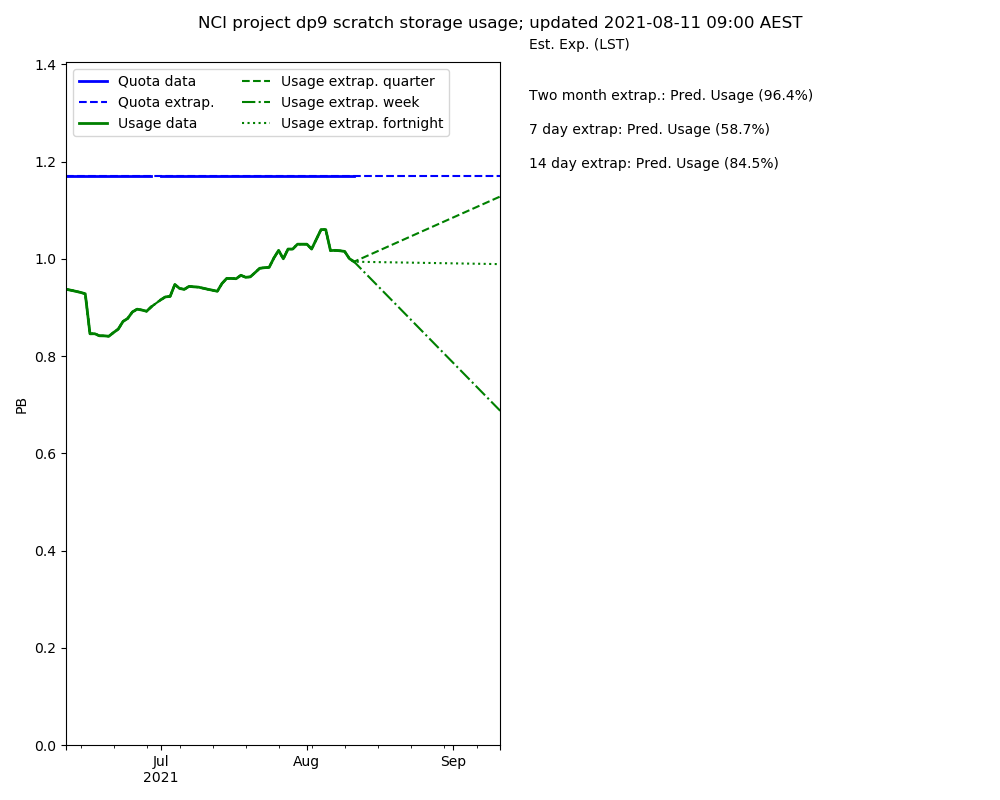 NCI project dp9 scratch storage usage; updated 2021-08-11 09:00 AEST
Est. Exp. (LST)
Two month extrap.: Pred. Usage (96.4%)
7 day extrap: Pred. Usage (58.7%)
14 day extrap: Pred. Usage (84.5%)
Quota data
Quota extrap.
Usage data
Usage extrap. quarter
Usage extrap. week
Usage extrap. fortnight
PB
1.4
1.2
1.0
0.8
0.6
0.4
0.2
0.0
Jul
2021
Aug
Sep